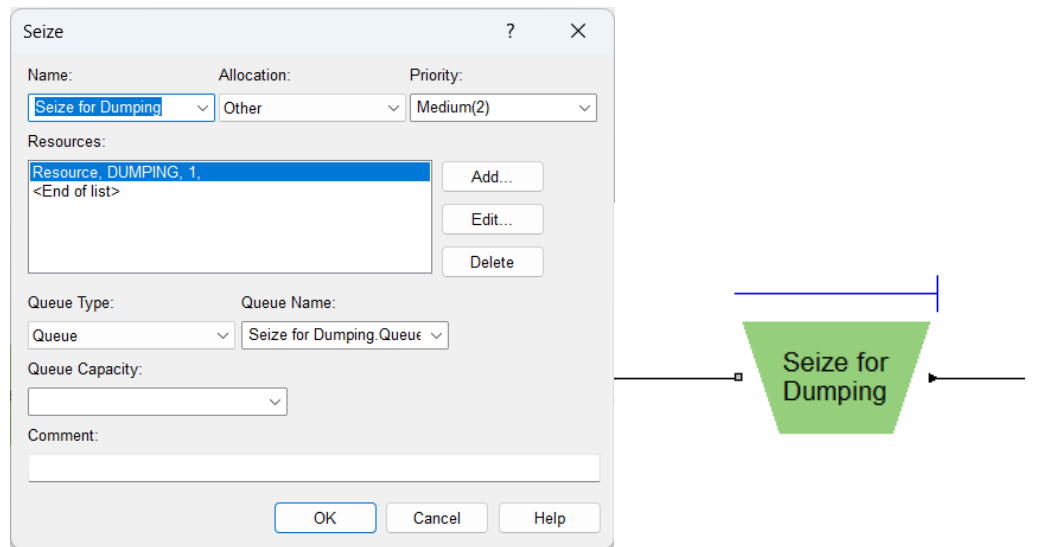 Seize ? X
Name: Allocation: Priority:
Seize for Dumping Other Medium(2)
Resources:
Resource, DUMPING, 1,
<End of list>
Add...
Edit...
Delete
Queue Type: Queue Name:
Queue Seize for Dumping.Queue
Queue Capacity:
Comment:
OK Cancel Help
Seize for
Dumping